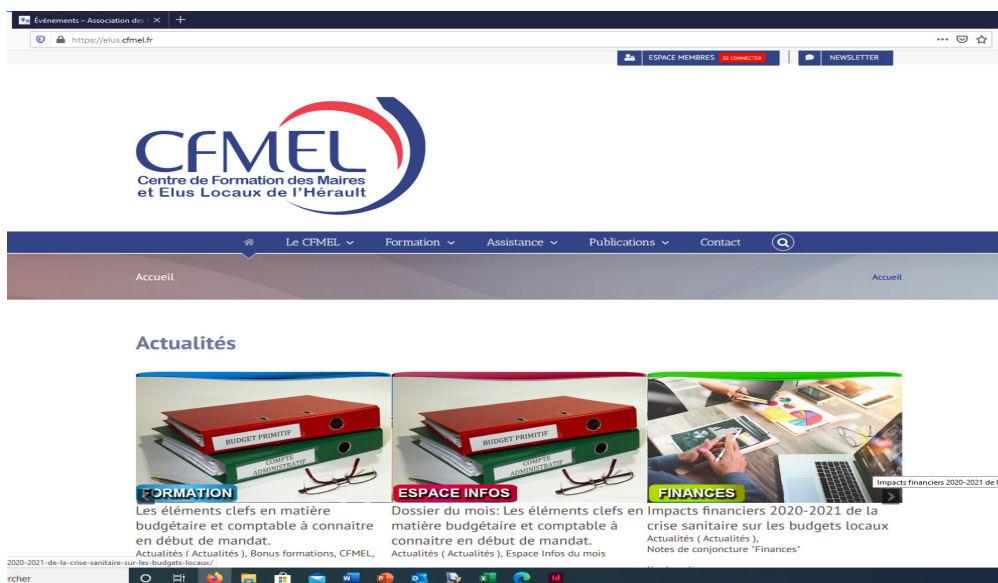 Événements – Association des
https://elus.cfmel.fr
ESPACE MEMBRES SE CONNECTER
NEWSLETTER
CFMEL
Centre de Formation des Maires
et Elus Locaux de l'Hérault
Le CFMEL
Formation
Assistance
Publications
Contact
Accueil
Accueil
Actualités
BUDGET PRIMITIF
COMPTE
ADMINISTRATIF
FORMATION
Les éléments clefs en matière
budgétaire et comptable à connaitre
en début de mandat.
Actualités ( Actualités ), Bonus formations, CFMEL,
BUDGET PRIMITIF
COMPTE
ADMINISTRATIF
ESPACE INFOS
Dossier du mois: Les éléments clefs en
matière budgétaire et comptable à
connaitre en début de mandat.
Actualités ( Actualités ), Espace Infos du mois
FINANCES
Impacts financiers 2020-2021 de l
Impacts financiers 2020-2021 de la
crise sanitaire sur les budgets locaux
Actualités ( Actualités ),
Notes de conjoncture "Finances"
2020-2021-de-la-crise-sanitaire-sur-les-budgets-locaux/
rcher
Id